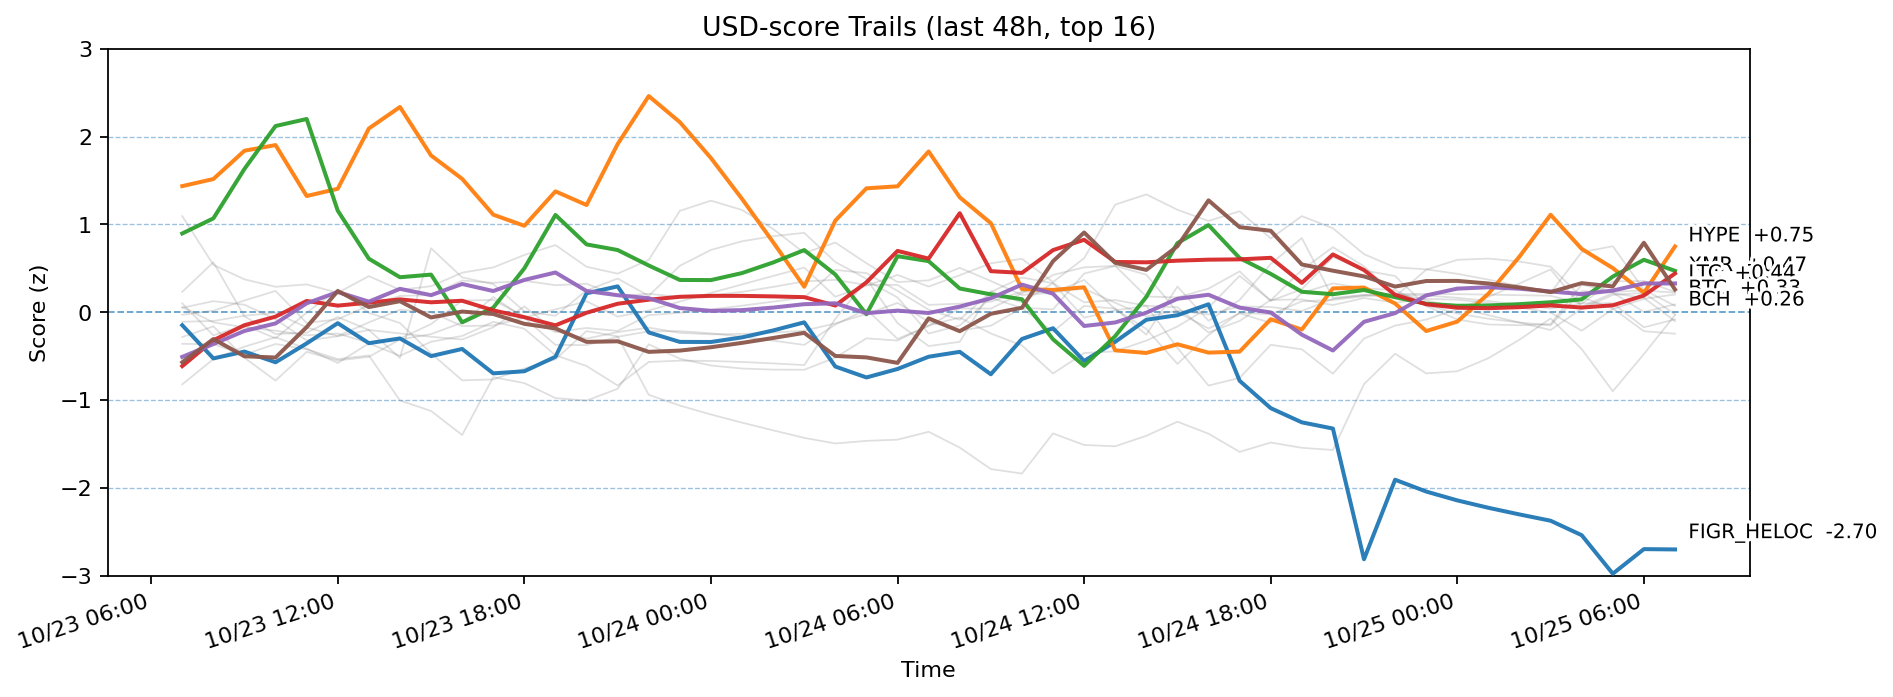 USD-score Trails (last 48h, top 16)
Score (z)
3
2
1
0
−1
−2
−3
HYPE +0.75
XMR +0.47
LTC +0.44
BTC +0.33
BCH +0.26
FIGR_HELOC -2.70
10/23 06:00
10/23 12:00
10/23 18:00
10/24 00:00
10/24 06:00
10/24 12:00
10/24 18:00
10/25 00:00
10/25 06:00
Time